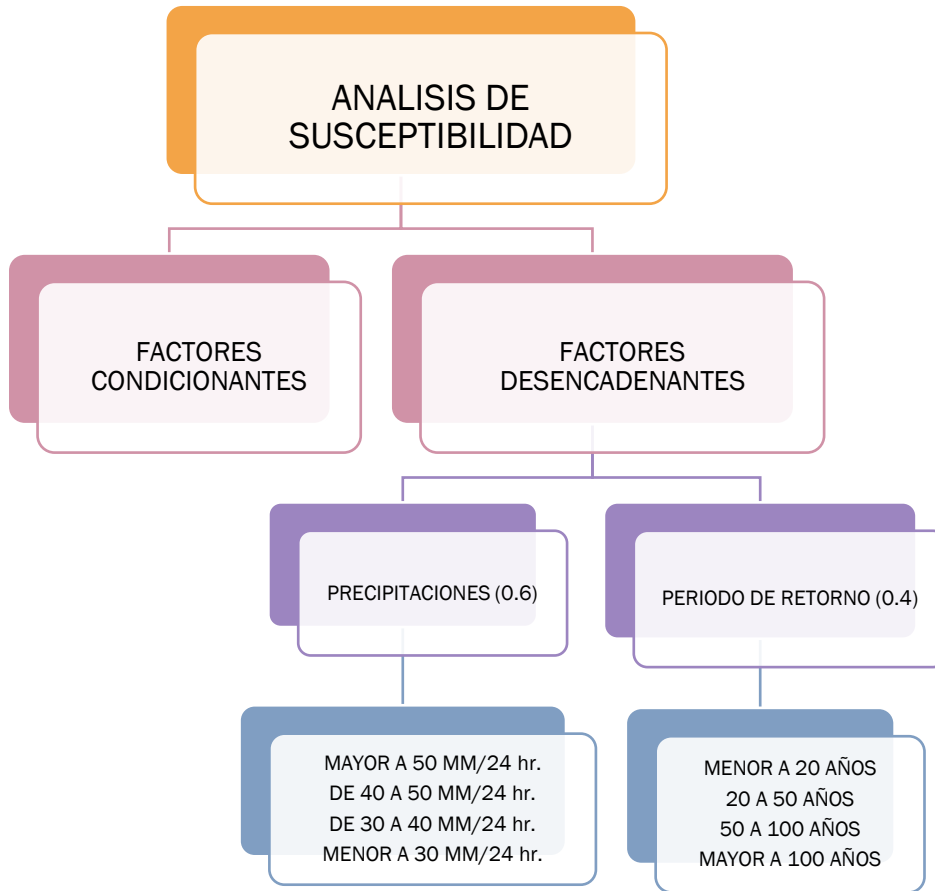 ANALISIS DE
SUSCEPTIBILIDAD
FACTORES
CONDICIONANTES
FACTORES
DESENCADENANTES
PRECIPITACIONES (0.6)
PERIODO DE RETORNO (0.4)
MAYOR A 50 MM/24 hr.
DE 40 A 50 MM/24 hr.
DE 30 A 40 MM/24 hr.
MENOR A 30 MM/24 hr.
MENOR A 20 AÑOS
20 A 50 AÑOS
50 A 100 AÑOS
MAYOR A 100 AÑOS